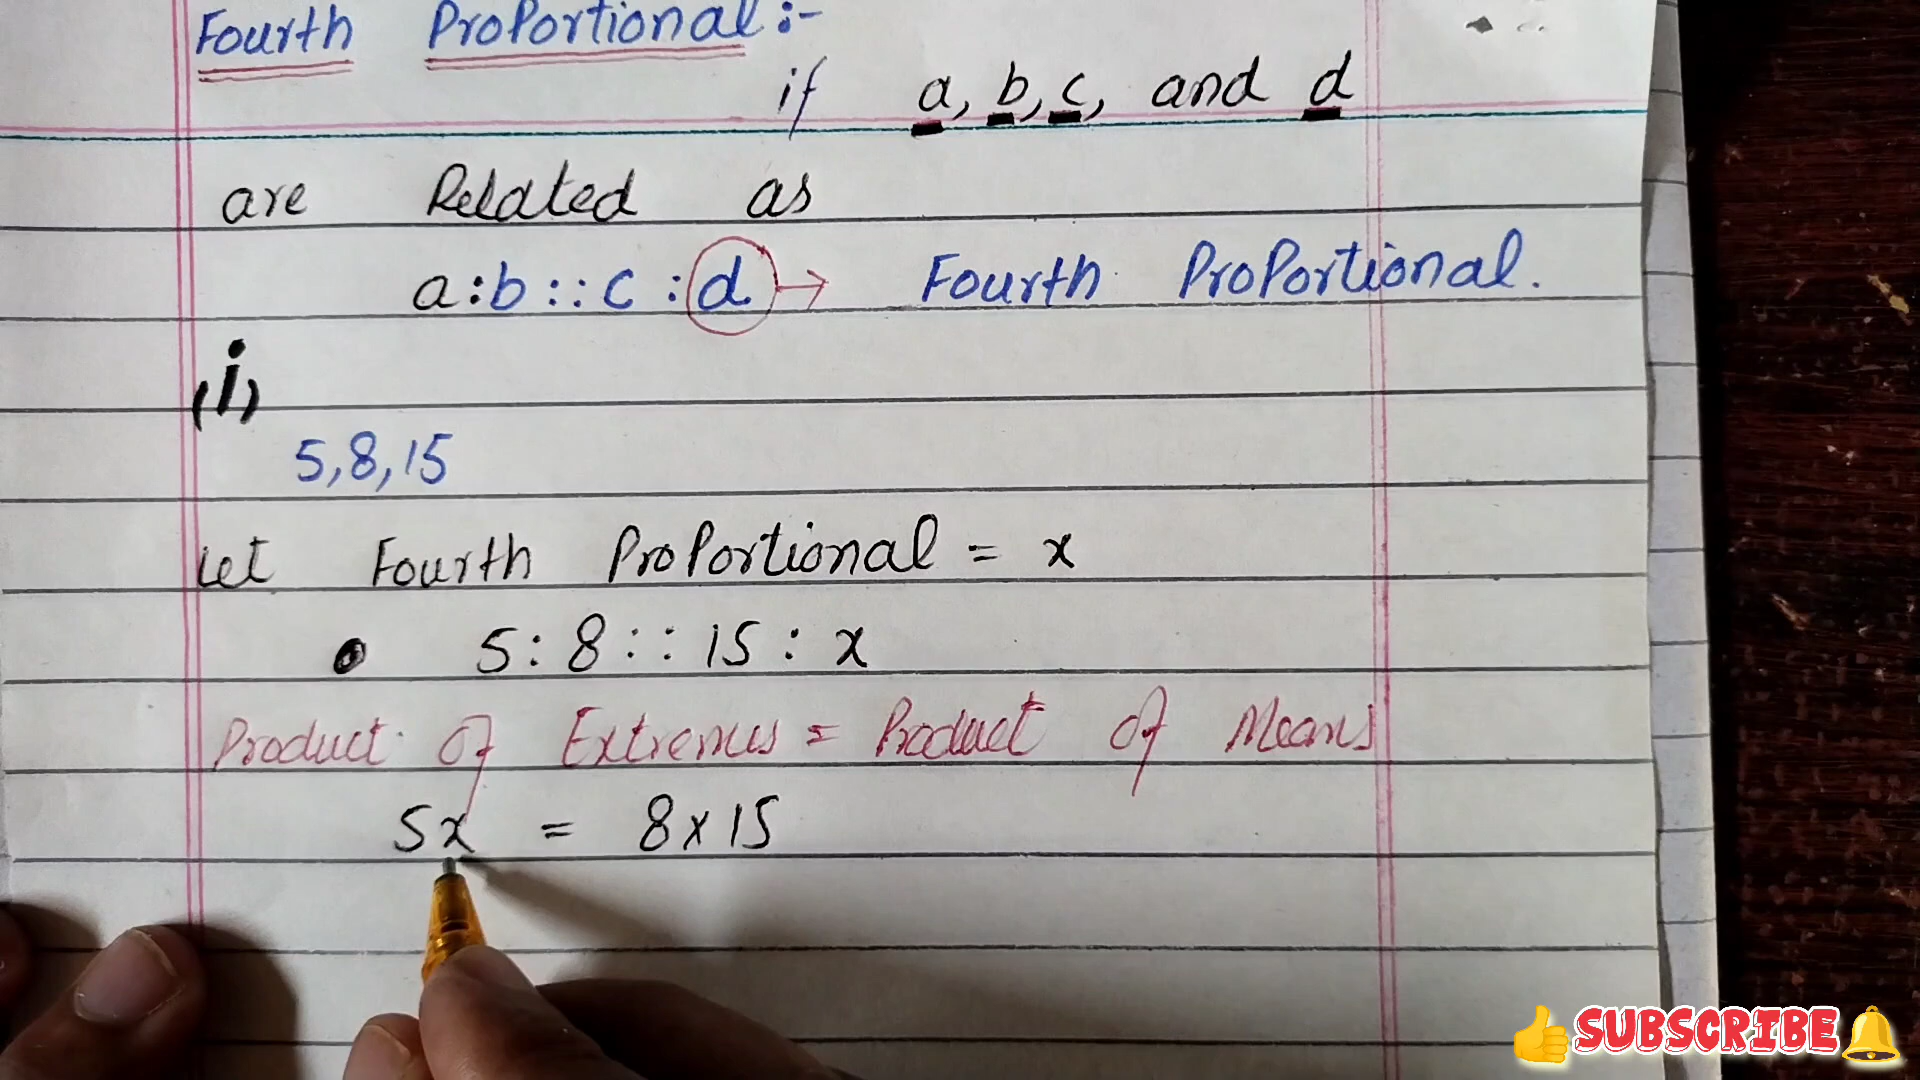 Fourth Proportional :-
if a, b, c, and d
are Related as
a : b :: c : d → Fourth Proportional.
(i)
5, 8, 15
Let Fourth Proportional = x
5 : 8 :: 15 : x
Product of Extremes = Product of Means
5x = 8 x 15
SUBSCRIBE